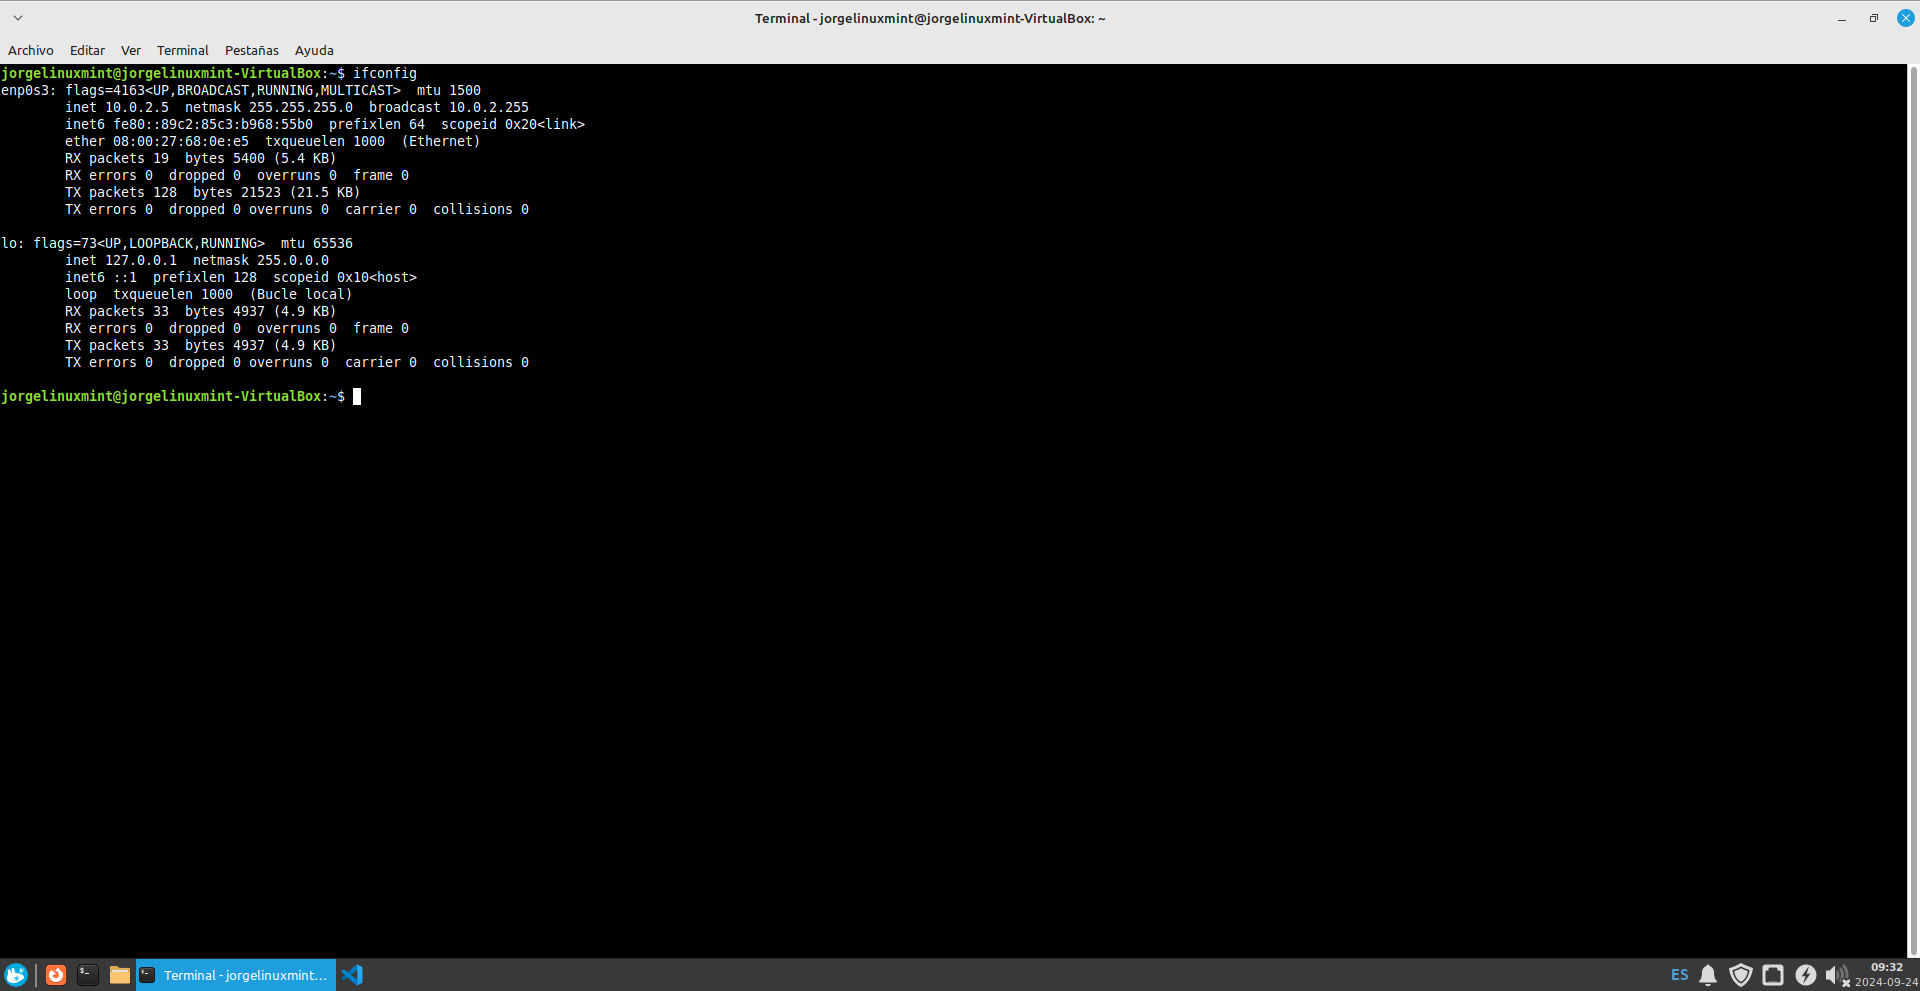 Terminal - jorgelinuxmint@jorgelinuxmint-VirtualBox: ~
Archivo Editar Ver Terminal Pestañas Ayuda
jorgelinuxmint@jorgelinuxmint-VirtualBox:~$ ifconfig
enp0s3: flags=4163<UP,BROADCAST,RUNNING,MULTICAST>  mtu 1500
        inet 10.0.2.5  netmask 255.255.255.0  broadcast 10.0.2.255
        inet6 fe80::89c2:85c3:b968:55b0  prefixlen 64  scopeid 0x20<link>
        ether 08:00:27:68:0e:e5  txqueuelen 1000  (Ethernet)
        RX packets 19  bytes 5400 (5.4 KB)
        RX errors 0  dropped 0  overruns 0  frame 0
        TX packets 128  bytes 21523 (21.5 KB)
        TX errors 0  dropped 0 overruns 0  carrier 0  collisions 0
lo: flags=73<UP,LOOPBACK,RUNNING>  mtu 65536
        inet 127.0.0.1  netmask 255.0.0.0
        inet6 ::1  prefixlen 128  scopeid 0x10<host>
        loop  txqueuelen 1000  (Bucle local)
        RX packets 33  bytes 4937 (4.9 KB)
        RX errors 0  dropped 0  overruns 0  frame 0
        TX packets 33  bytes 4937 (4.9 KB)
        TX errors 0  dropped 0 overruns 0  carrier 0  collisions 0
jorgelinuxmint@jorgelinuxmint-VirtualBox:~$
Terminal - jorgelinuxmint...
ES
09:32
2024-09-24